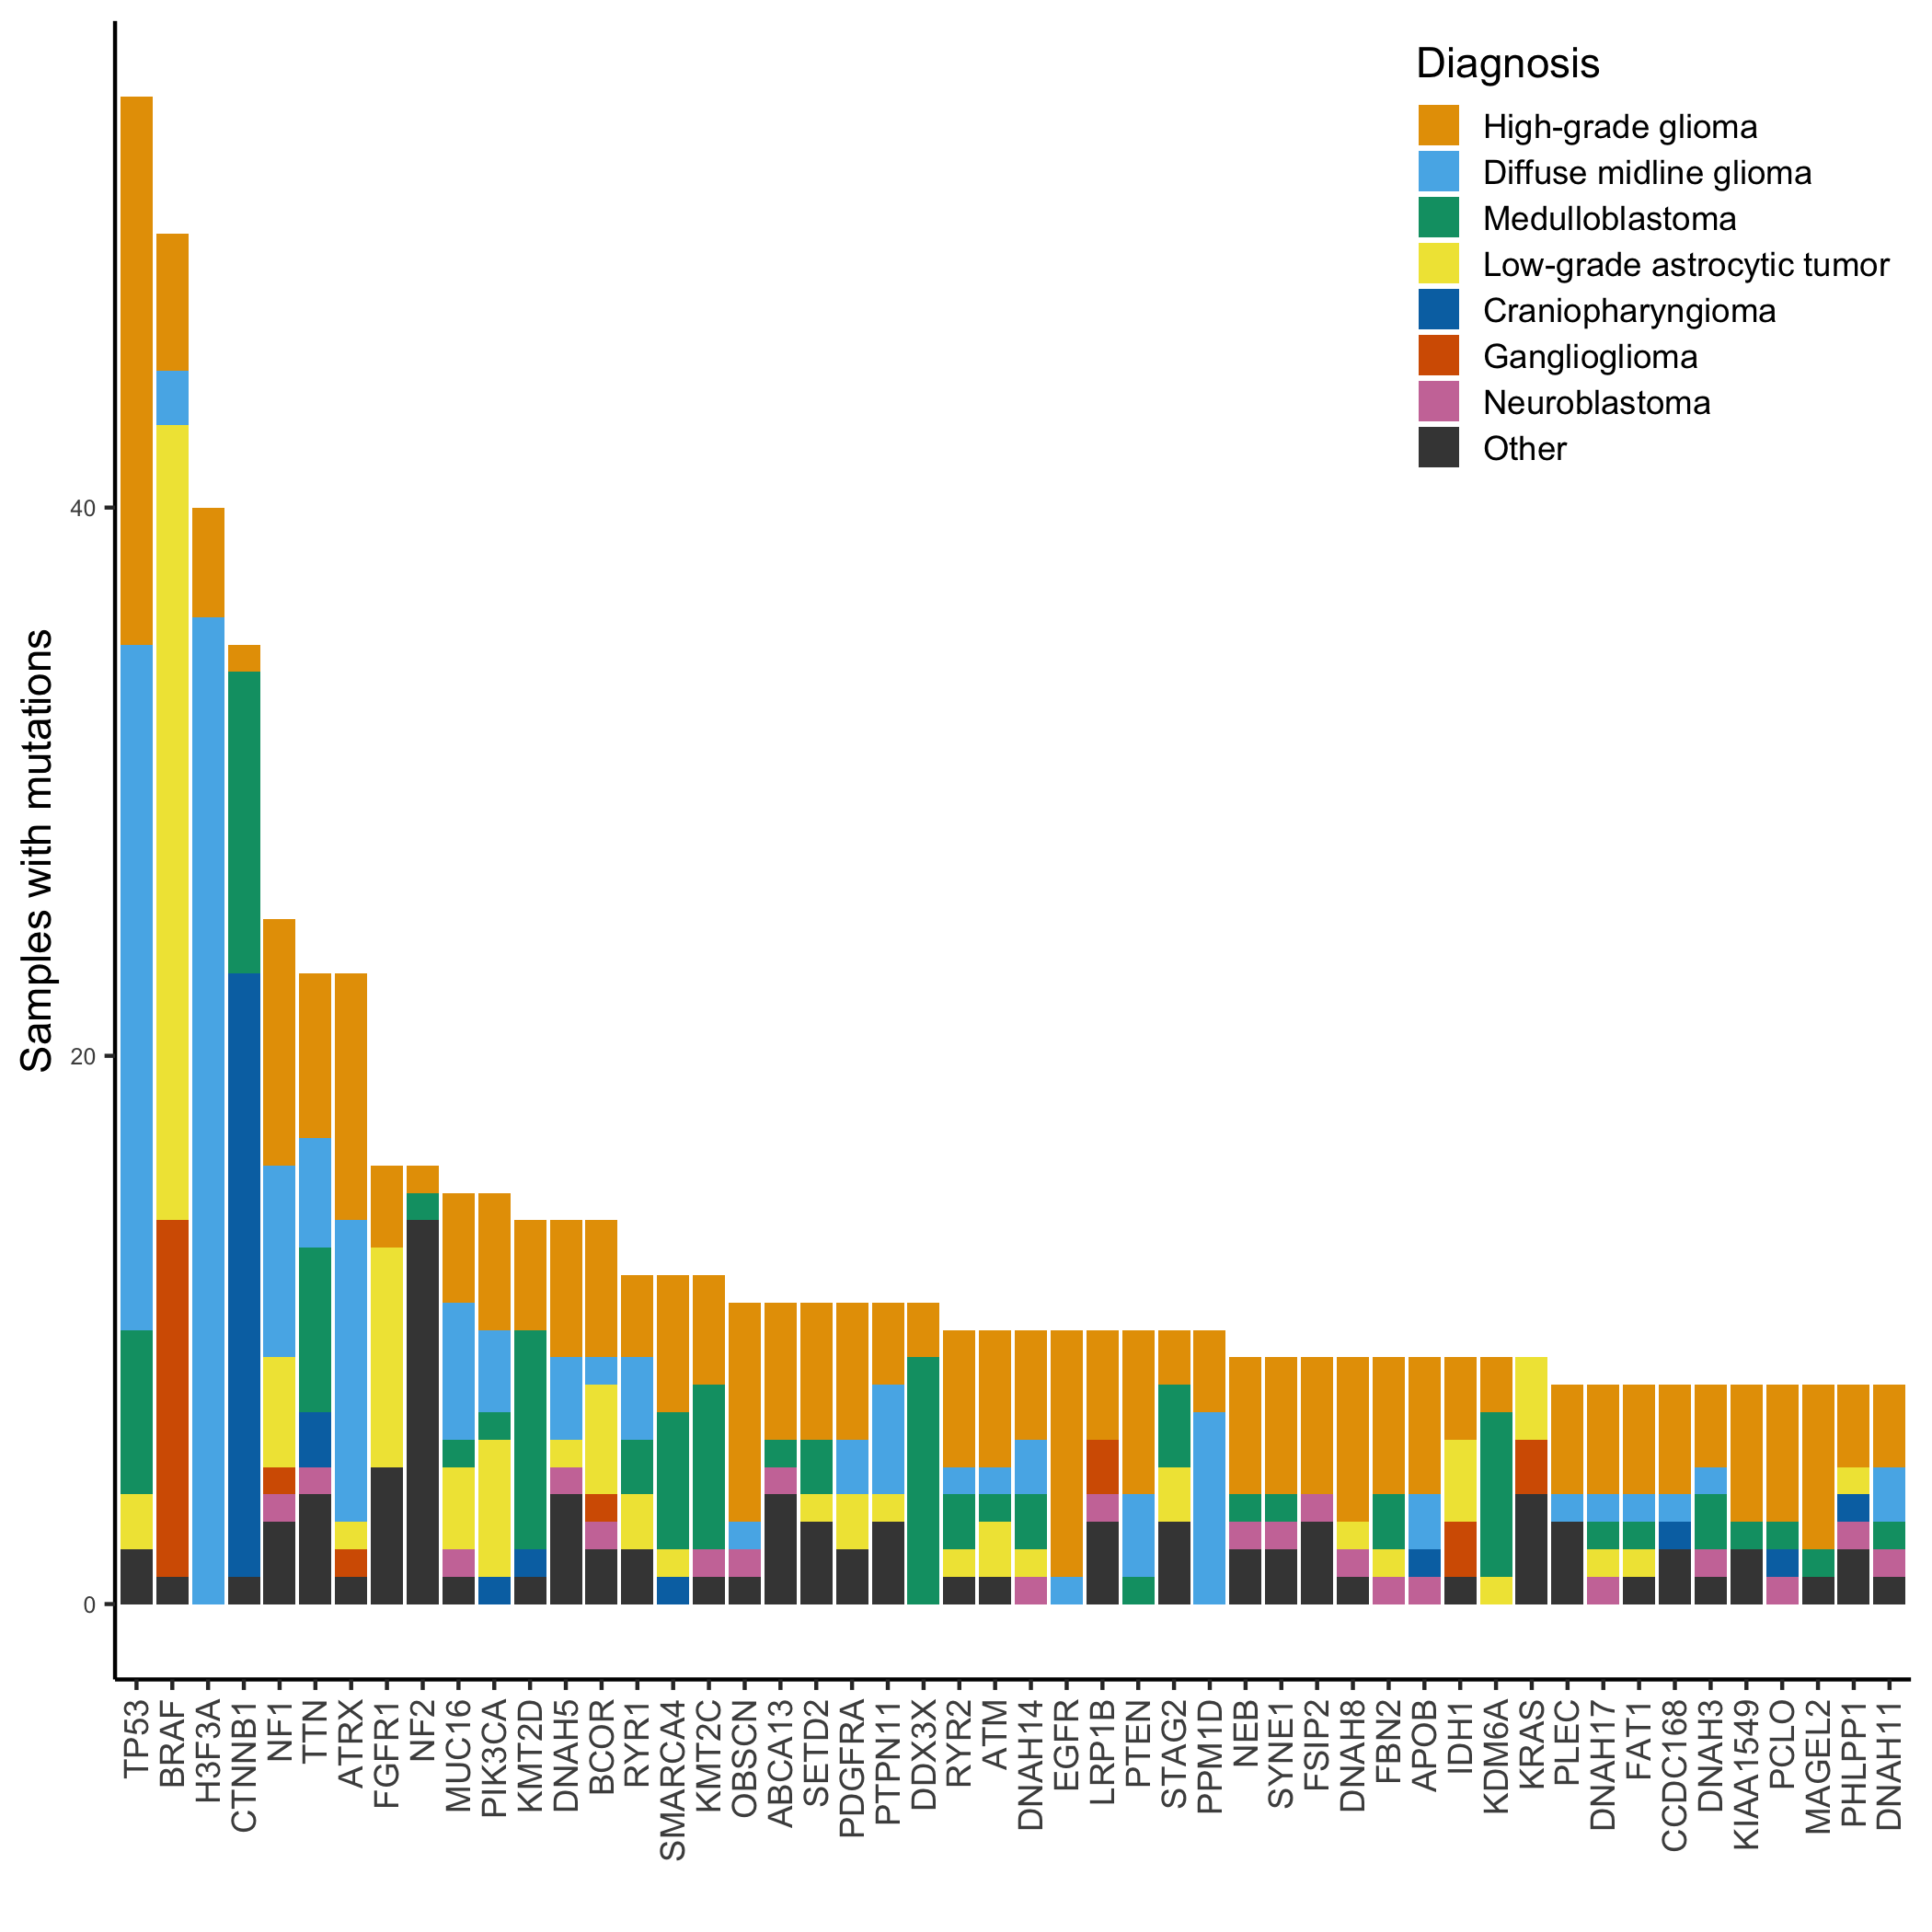 Diagnosis
High-grade glioma
Diffuse midline glioma
Medulloblastoma
Low-grade astrocytic tumor
Craniopharyngioma
Ganglioglioma
Neuroblastoma
Other
Samples with mutations
40
20
0
TP53
BRAF
H3F3A
CTNNB1
NF1
TTN
ATRX
FGFR1
NF2
MUC16
PIK3CA
KMT2D
DNAH5
BCOR
RYR1
SMARCA4
KMT2C
OBSCN
ABCA13
SETD2
PDGFRA
PTPN11
DDX3X
RYR2
ATM
DNAH14
EGFR
LRP1B
PTEN
STAG2
PPM1D
NEB
SYNE1
FSIP2
DNAH8
FBN2
APOB
IDH1
KDM6A
KRAS
PLEC
DNAH17
FAT1
CCDC168
DNAH3
KIAA1549
PCLO
MAGEL2
PHLPP1
DNAH11